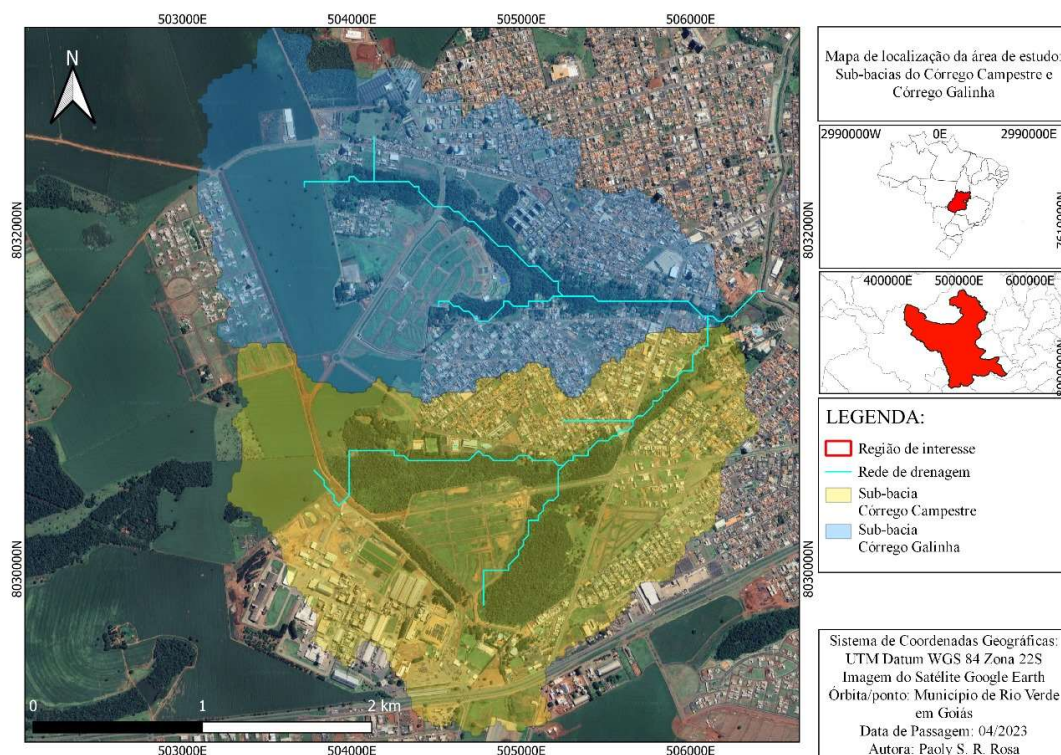 503000E 504000E 505000E 506000E
N
8032000N
8030000N
8032000N
8030000N
0 1 2 km
503000E 504000E 505000E 506000E
Mapa de localização da área de estudo:
Sub-bacias do Córrego Campestre e
Córrego Galinha
2990000W 0E 2990000E
400000E 500000E 600000E
LEGENDA:
Região de interesse
Rede de drenagem
Sub-bacia
Córrego Campestre
Sub-bacia
Córrego Galinha
Sistema de Coordenadas Geográficas:
UTM Datum WGS 84 Zona 22S
Imagem do Satélite Google Earth
Órbita/ponto: Município de Rio Verde
em Goiás
Data de Passagem: 04/2023
Autora: Paoly S. R. Rosa